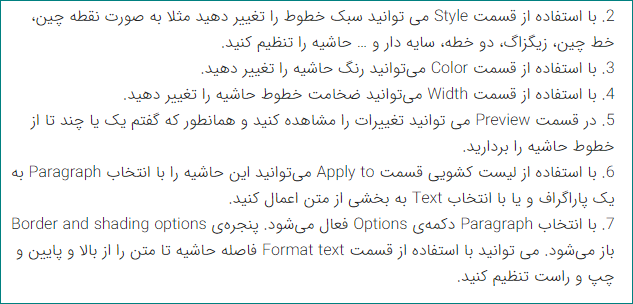 2. با استفاده از قسمت Style می توانید سبک خطوط را تغییر دهید مثلا به صورت نقطه چین،
خط چین، زیگزاگ، دو خطه، سایه دار و … حاشیه را تنظیم کنید.
3. با استفاده از قسمت Color می‌توانید رنگ حاشیه را تغییر دهید.
4. با استفاده از قسمت Width می‌توانید ضخامت خطوط حاشیه را تغییر دهید.
5. در قسمت Preview می توانید تغییرات را مشاهده کنید و همانطور که گفتم یک یا چند تا از
خطوط حاشیه را بردارید.
6. با استفاده از لیست کشویی قسمت Apply to می‌توانید این حاشیه را با انتخاب Paragraph به
یک پاراگراف و یا با انتخاب Text به بخشی از متن اعمال کنید.
7. با انتخاب Paragraph دکمه‌ی Options فعال می‌شود. پنجره‌ی Border and shading options
باز می‌شود. می توانید با استفاده از قسمت Format text فاصله حاشیه تا متن را از بالا و پایین و
چپ و راست تنظیم کنید.